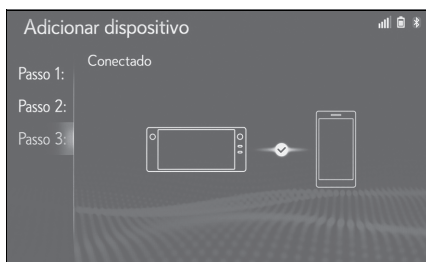 Adicionar dispositivo
Conectado
Passo 1:
Passo 2:
Passo 3: